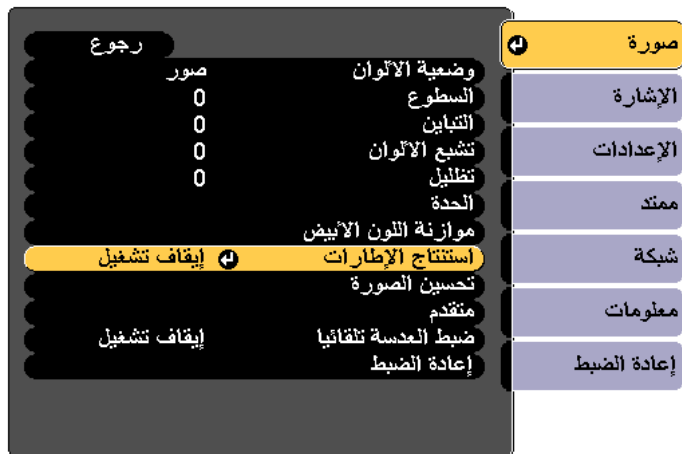 صورة
الإشارة
الإعدادات
ممتد
شبكة
معلومات
إعادة الضبط
رجوع
وضعية الألوان صور
السطوع 0
التباين 0
تشبع الألوان 0
تظليل 0
الحدة
موازنة اللون الأبيض
استنتاج الإطارات إيقاف تشغيل
تحسين الصورة
متقدم
ضبط العدسة تلقائيا إيقاف تشغيل
إعادة الضبط